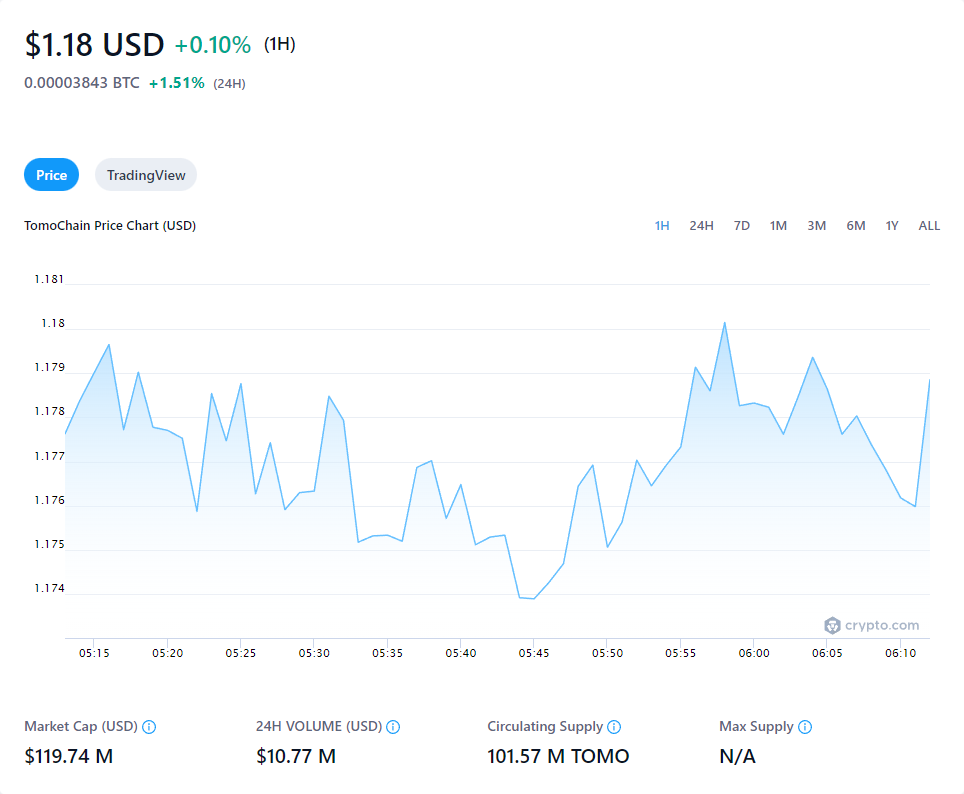 $1.18 USD +0.10% (1H)
0.00003843 BTC +1.51% (24H)
Price TradingView
TomoChain Price Chart (USD) 1H 24H 7D 1M 3M 6M 1Y ALL
1.181
1.18
1.179
1.178
1.177
1.176
1.175
1.174
crypto.com
05:15 05:20 05:25 05:30 05:35 05:40 05:45 05:50 05:55 06:00 06:05 06:10
Market Cap (USD) 24H VOLUME (USD) Circulating Supply Max Supply
$119.74 M $10.77 M 101.57 M TOMO N/A